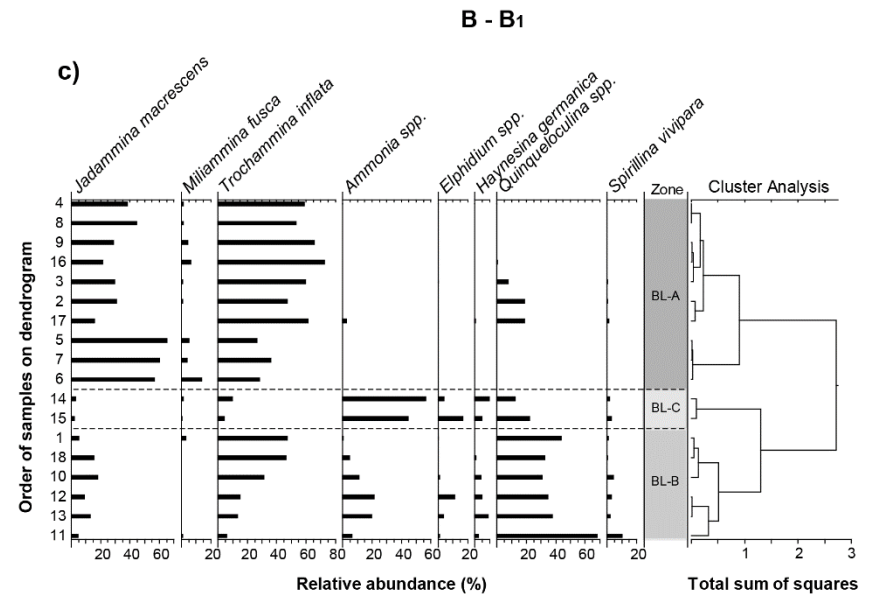 B - B1
c)
Jadammina macrescens
Miliammina fusca
Trochammina inflata
Ammonia spp.
Elphidium spp.
Haynesina germanica
Quinqueloculina spp.
Spirillina vivipara
Zone
Cluster Analysis
Order of samples on dendrogram
4
8
9
16
3
2
17
5
7
6
14
15
1
18
10
12
13
11
BL-A
BL-C
BL-B
20 40 60 20 20 40 60 80 20 40 60 20 20 20 40 60 20
1 2 3
Relative abundance (%)
Total sum of squares